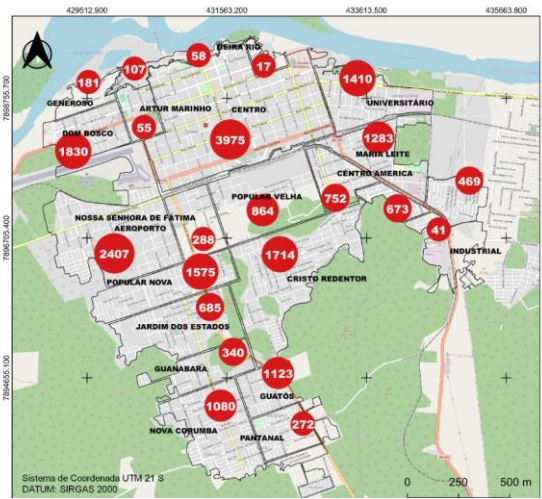 429512.900 431563.200 433613.500 435663.800
7898755.700
7896705.400
7894655.100
58
BEIRA RIO
17
107
181
1410
GENEROSO
ARTUR MARINHO
CENTRO
UNIVERSITÁRIO
55
DOM BOSCO
3975
1283
1830
MARIA LEITE
CENTRO AMERICA
469
POPULAR VELHA
752
864
673
NOSSA SENHORA DE FÁTIMA
AEROPORTO
41
288
2407
1714
INDUSTRIAL
1575
POPULAR NOVA
CRISTO REDENTOR
685
JARDIM DOS ESTADOS
340
GUANABARA
1123
GUATÓS
1080
272
NOVA CORUMBA
PANTANAL
Sistema de Coordenada UTM 21 S
DATUM: SIRGAS 2000
0 250 500 m